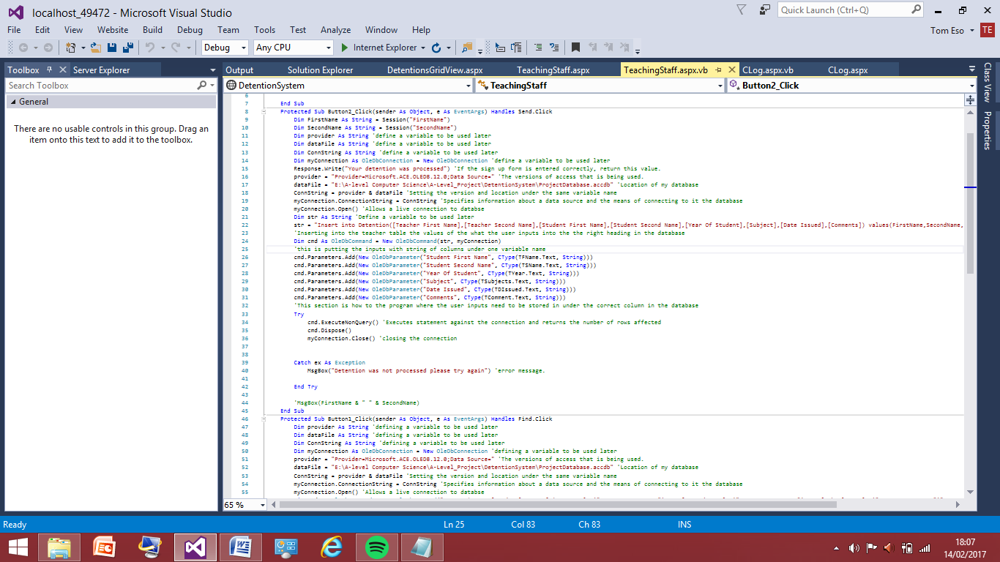 localhost_49472 - Microsoft Visual Studio
Quick Launch (Ctrl+Q)
File Edit View Website Build Debug Team Tools Test Analyze Window Help
Tom Eso TE
Debug Any CPU Internet Explorer
Toolbox Server Explorer
Output Solution Explorer DetentionsGridView.aspx TeachingStaff.aspx TeachingStaff.aspx.vb CLog.aspx.vb CLog.aspx
Search Toolbox
DetentionSystem TeachingStaff Button2_Click
General
There are no usable controls in this group. Drag an
item onto this text to add it to the toolbox.
Class View
Properties
6
7 End Sub
8 Protected Sub Button2_Click(sender As Object, e As EventArgs) Handles Send.Click
9 Dim FirstName As String = Session("FirstName")
10 Dim SecondName As String = Session("SecondName")
11 Dim provider As String 'define a variable to be used later
12 Dim dataFile As String 'define a variable to be used later
13 Dim ConnString As String 'define a variable to be used later
14 Dim myConnection As OleDbConnection = New OleDbConnection 'define a variable to be used later
15 Response.Write("Your detention was processed") 'If the sign up form is entered correctly, return this value.
16 provider = "Provider=Microsoft.ACE.OLEDB.12.0;Data Source=" 'The versions of access that is being used.
17 dataFile = "E:\A-level Computer Science\A-Level_Project\DetentionSystem\ProjectDatabase.accdb" 'Location of my database
18 ConnString = provider & dataFile 'Setting the version and location under the same variable name
19 myConnection.ConnectionString = ConnString 'Specifies information about a data source and the means of connecting to it the database
20 myConnection.Open() 'Allows a live connection to databse
21 Dim str As String 'Define a variable to be used later
22 str = "Insert into Detention([Teacher First Name],[Teacher Second Name],[Student First Name],[Student Second Name],[Year Of Student],[Subject],[Date Issued],[Comments]) values(FirstName,SecondName,
23 'Inserting into the teacher table the values of the what the user inputs into the the right heading in the database
24 Dim cmd As OleDbCommand = New OleDbCommand(str, myConnection)
25 'this is putting the inputs with string of columns under one variable name
26 cmd.Parameters.Add(New OleDbParameter("Student First Name", CType(TFName.Text, String)))
27 cmd.Parameters.Add(New OleDbParameter("Student Second Name", CType(TSName.Text, String)))
28 cmd.Parameters.Add(New OleDbParameter("Year Of Student", CType(TYear.Text, String)))
29 cmd.Parameters.Add(New OleDbParameter("Subject", CType(TSubjects.Text, String)))
30 cmd.Parameters.Add(New OleDbParameter("Date Issued", CType(TDIssued.Text, String)))
31 cmd.Parameters.Add(New OleDbParameter("Comments", CType(TComment.Text, String)))
32 'This section is how to the program where the user inputs need to be stored in under the correct column in the database
33 Try
34 cmd.ExecuteNonQuery() 'Executes statement against the connection and returns the number of rows affected
35 cmd.Dispose()
36 myConnection.Close() 'closing the connection
37
38
39 Catch ex As Exception
40 MsgBox("Detention was not processed please try again") 'error message.
41
42 End Try
43
44 'MsgBox(FirstName & " " & SecondName)
45 End Sub
46 Protected Sub Button1_Click(sender As Object, e As EventArgs) Handles Find.Click
47 Dim provider As String 'defining a variable to be used later
48 Dim dataFile As String 'defining a variable to be used later
49 Dim ConnString As String 'defining a variable to be used later
50 Dim myConnection As OleDbConnection = New OleDbConnection 'defining a variable to be used later
51 provider = "Provider=Microsoft.ACE.OLEDB.12.0;Data Source=" 'The versions of access that is being used.
52 dataFile = "E:\A-level Computer Science\A-Level_Project\DetentionSystem\ProjectDatabase.accdb" 'Location of my database
53 ConnString = provider & dataFile 'Setting the version and location under the same variable name
54 myConnection.ConnectionString = ConnString 'Specifies information about a data source and the means of connecting to it the database
55 myConnection.Open() 'Allows a live connection to databse
65 %
Ready Ln 25 Col 83 Ch 83 INS
18:07
14/02/2017